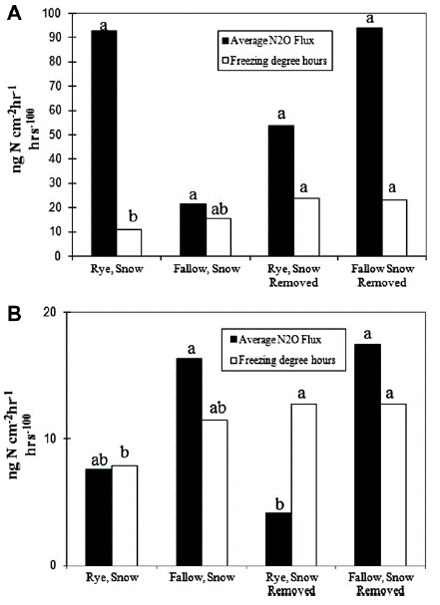 A
100
90
80
70
60
50
40
30
20
10
0
ng N cm-2hr-1
hrs-100
Average N2O Flux
Freezing degree hours
a
b
a
ab
a
a
a
a
Rye, Snow
Fallow, Snow
Rye, Snow Removed
Fallow Snow Removed
B
20
10
0
ng N cm-2hr-1
hrs-100
Average N2O Flux
Freezing degree hours
ab
b
a
ab
b
a
a
a
Rye, Snow
Fallow, Snow
Rye, Snow Removed
Fallow, Snow Removed